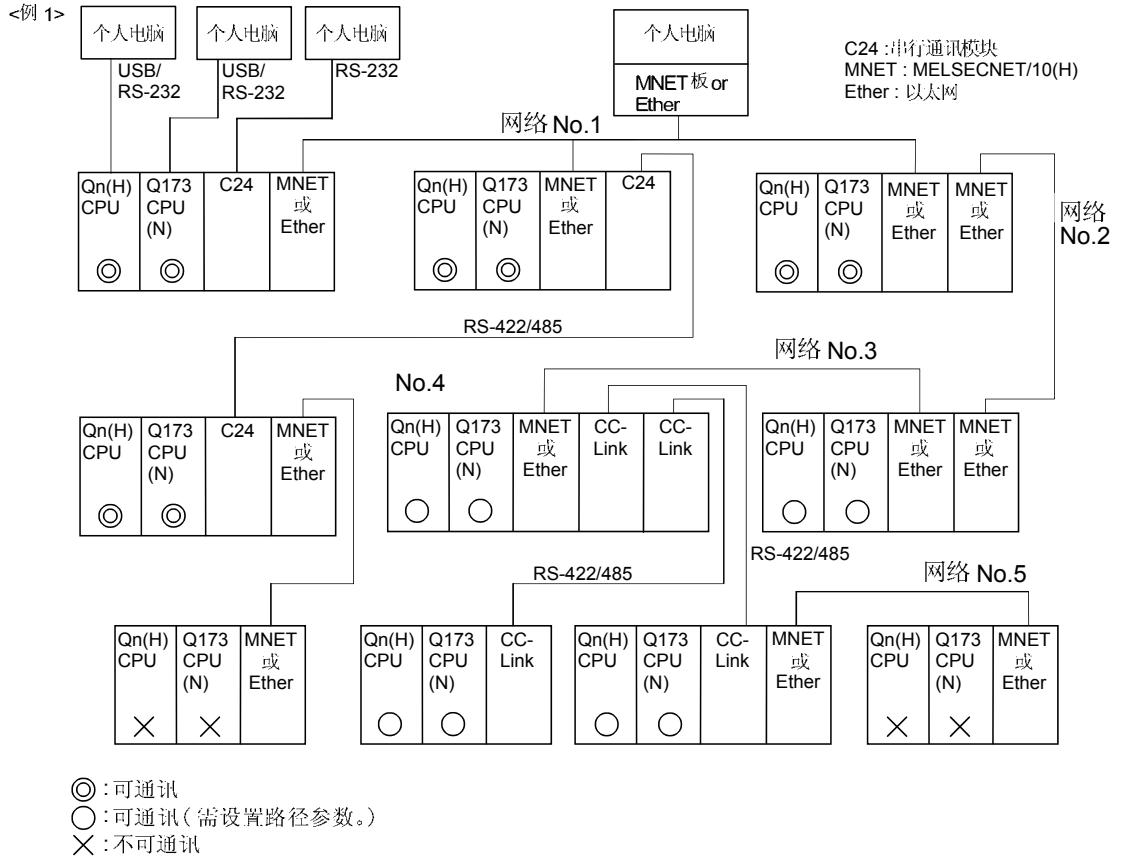 <例 1>
个人电脑
个人电脑
个人电脑
个人电脑
MNET 板 or
Ether
C24 :串行通讯模块
MNET : MELSECNET/10(H)
Ether : 以太网
USB/
RS-232
USB/
RS-232
RS-232
网络 No.1
Qn(H)
CPU
◎
Q173
CPU
(N)
◎
C24
MNET
或
Ether
Qn(H)
CPU
◎
Q173
CPU
(N)
◎
MNET
或
Ether
C24
Qn(H)
CPU
◎
Q173
CPU
(N)
◎
MNET
或
Ether
MNET
或
Ether
网络
No.2
RS-422/485
网络 No.3
No.4
Qn(H)
CPU
◎
Q173
CPU
(N)
◎
C24
MNET
或
Ether
Qn(H)
CPU
○
Q173
CPU
(N)
○
MNET
或
Ether
CC-
Link
CC-
Link
Qn(H)
CPU
○
Q173
CPU
(N)
○
MNET
或
Ether
MNET
或
Ether
RS-422/485
RS-422/485
网络 No.5
Qn(H)
CPU
×
Q173
CPU
(N)
×
MNET
或
Ether
Qn(H)
CPU
○
Q173
CPU
(N)
○
CC-
Link
Qn(H)
CPU
○
Q173
CPU
(N)
○
CC-
Link
MNET
或
Ether
Qn(H)
CPU
×
Q173
CPU
(N)
×
MNET
或
Ether
◎ :可通讯
○ :可通讯(需设置路径参数。)
× :不可通讯